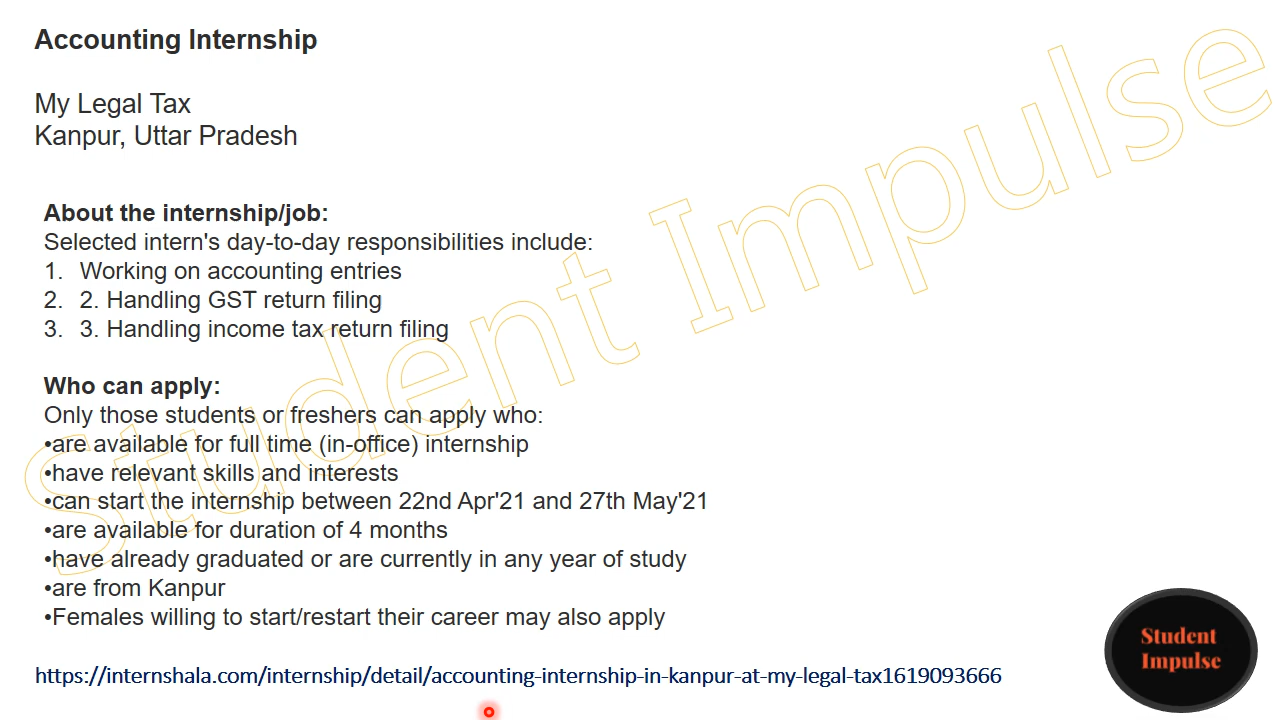 Accounting Internship
My Legal Tax
Kanpur, Uttar Pradesh
About the internship/job:
Selected intern's day-to-day responsibilities include:
1. Working on accounting entries
2. 2. Handling GST return filing
3. 3. Handling income tax return filing
Who can apply:
Only those students or freshers can apply who:
•are available for full time (in-office) internship
•have relevant skills and interests
•can start the internship between 22nd Apr'21 and 27th May'21
•are available for duration of 4 months
•have already graduated or are currently in any year of study
•are from Kanpur
•Females willing to start/restart their career may also apply
https://internshala.com/internship/detail/accounting-internship-in-kanpur-at-my-legal-tax1619093666
Student Impulse
Student
Impulse